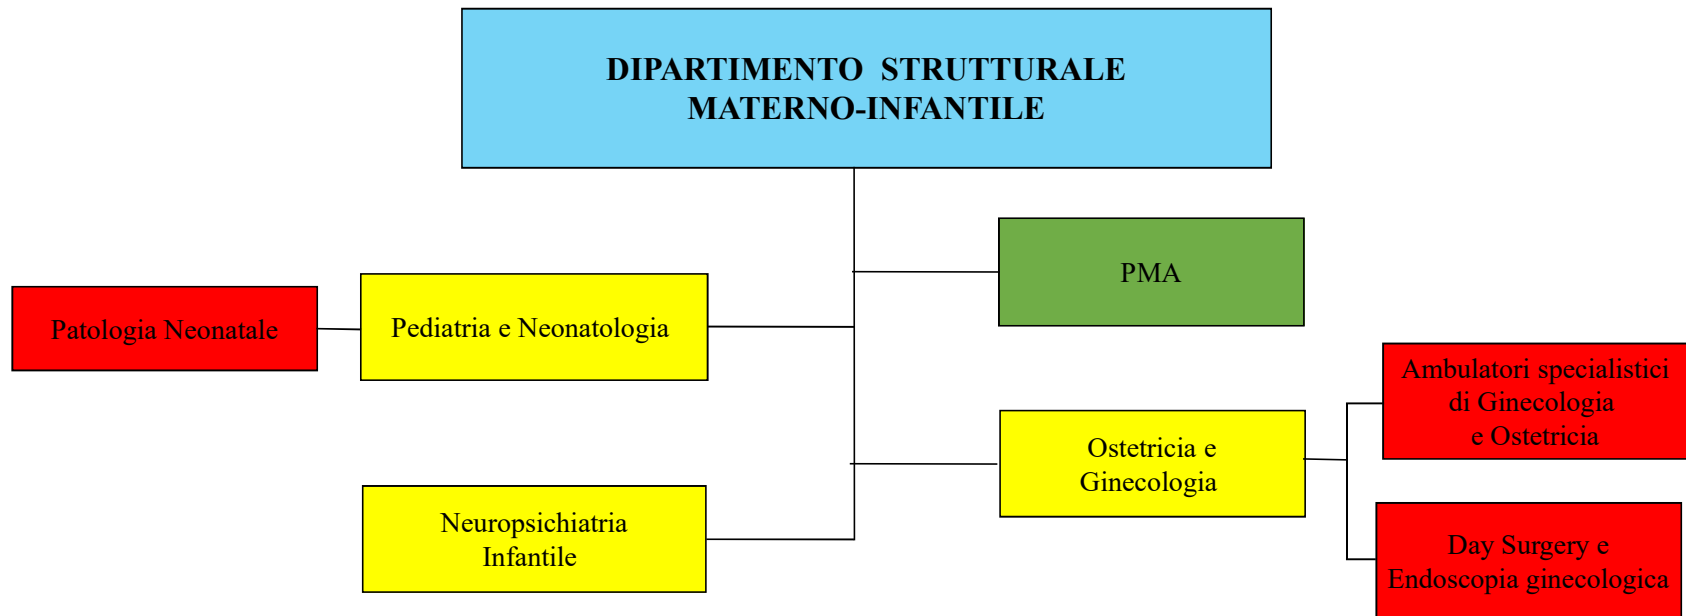 DIPARTIMENTO STRUTTURALE
MATERNO-INFANTILE
PMA
Patologia Neonatale
Pediatria e Neonatologia
Ambulatori specialistici
di Ginecologia
e Ostetricia
Ostetricia e
Ginecologia
Neuropsichiatria
Infantile
Day Surgery e
Endoscopia ginecologica